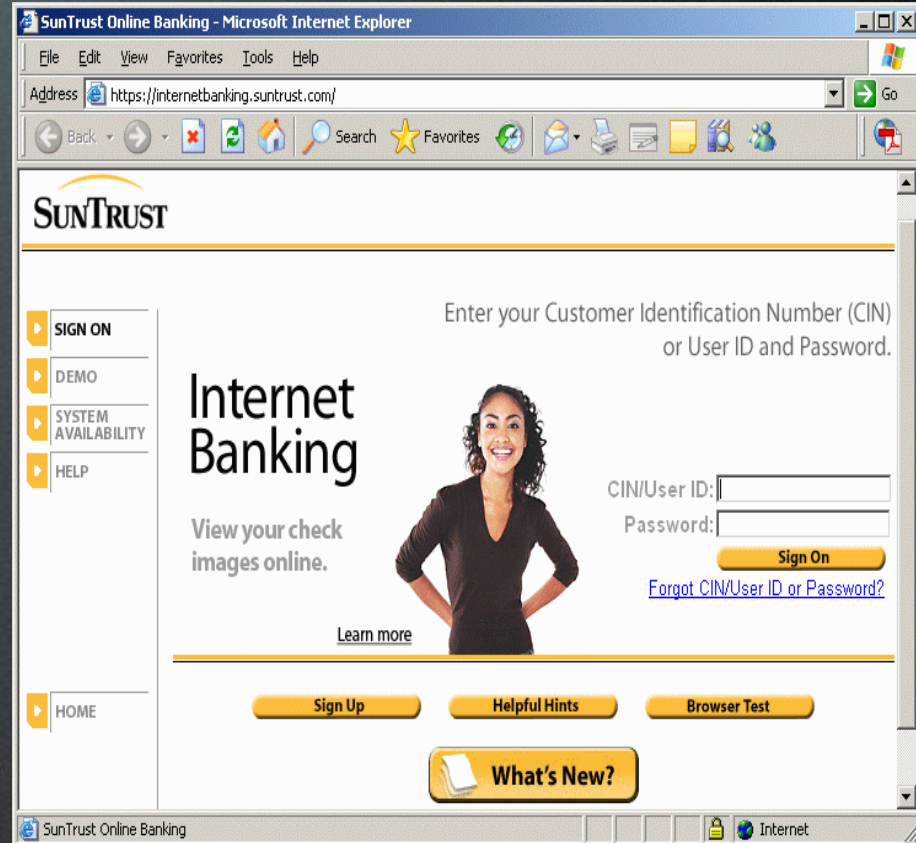 SunTrust Online Banking - Microsoft Internet Explorer
File Edit View Favorites Tools Help
Address https://internetbanking.suntrust.com/ Go
Back Search Favorites
SUNTRUST
Enter your Customer Identification Number (CIN)
or User ID and Password.
SIGN ON
DEMO
SYSTEM
AVAILABILITY
HELP
Internet
Banking
View your check
images online.
Learn more
CIN/User ID:
Password:
Sign On
Forgot CIN/User ID or Password?
HOME
Sign Up Helpful Hints Browser Test
What's New?
SunTrust Online Banking Internet